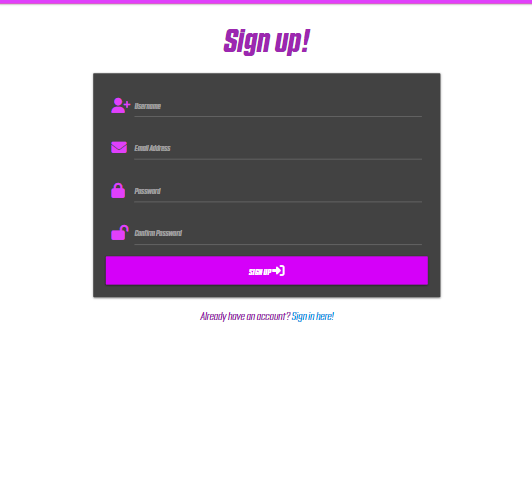 Sign up!
Username
Email Address
Password
Confirm Password
SIGN UP
Already have an account? Sign in here!